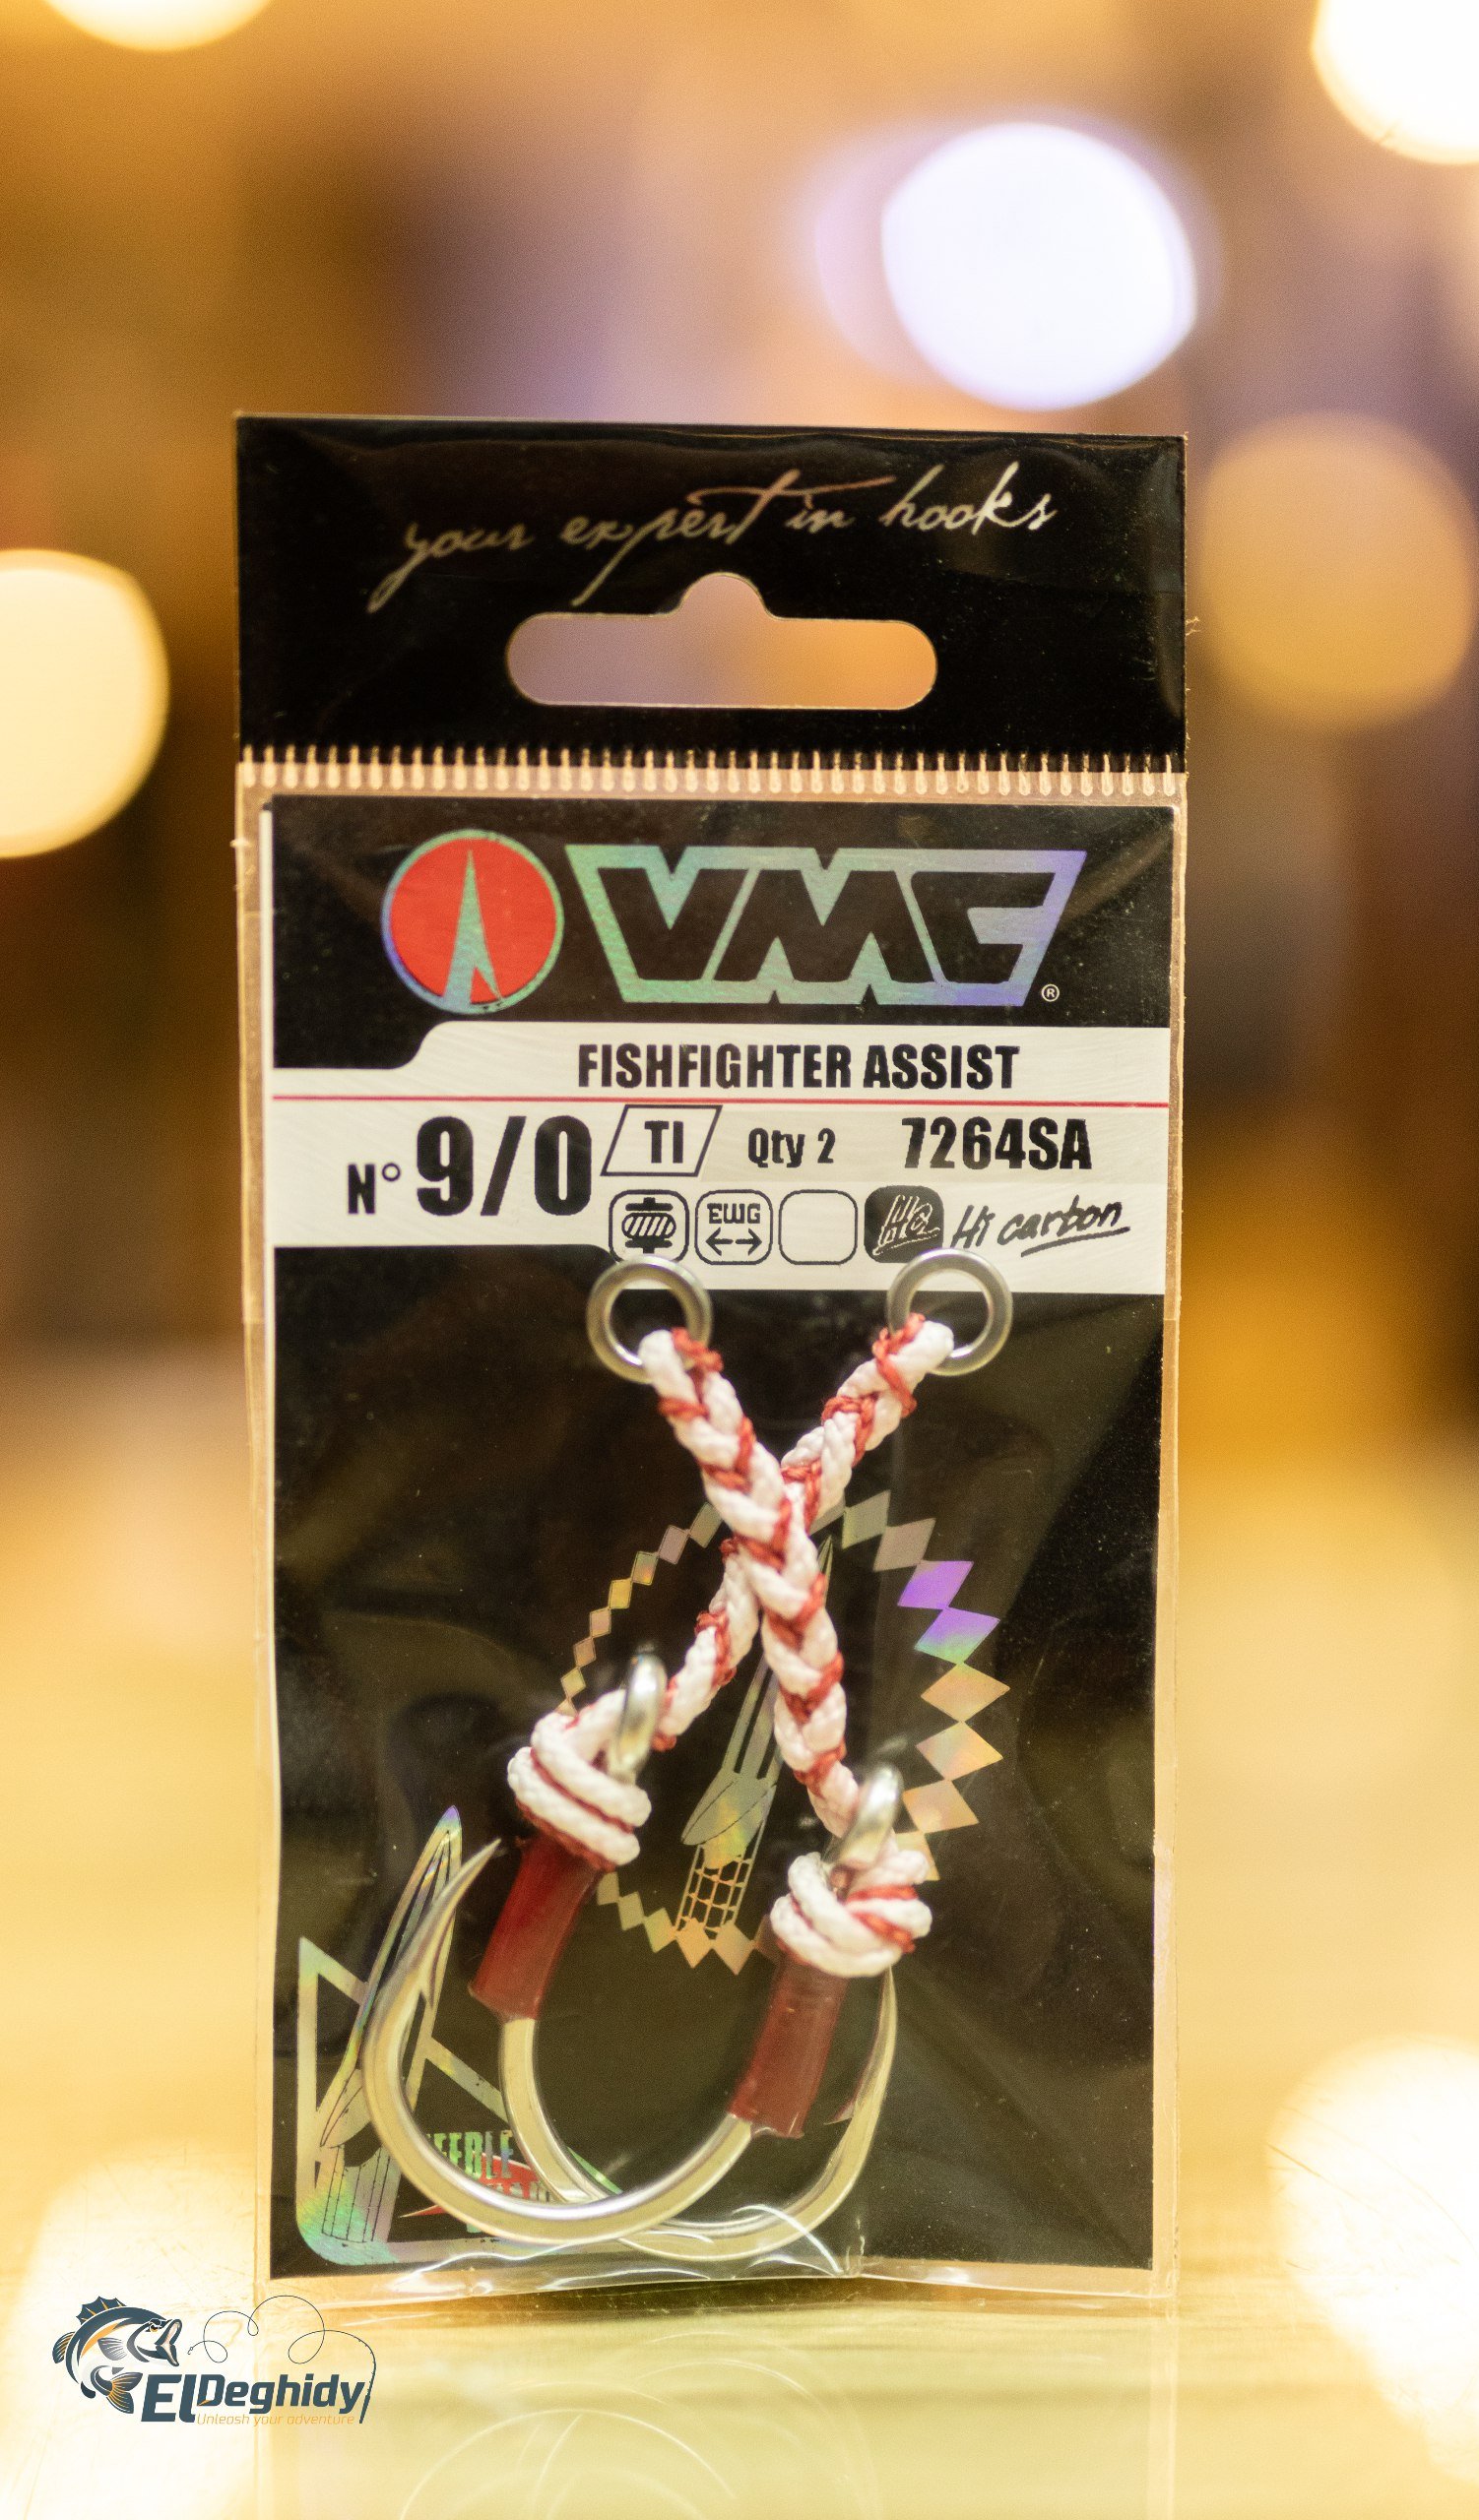 your expert in hooks
VMC®
FISHFIGHTER ASSIST
N° 9/0 TI Qty 2 7264SA
EWG HC Hi carbon
ElDeghidy
Unleash your adventure